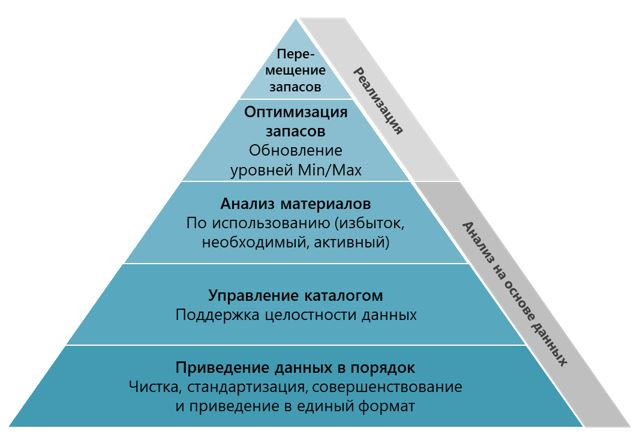 Пере-
мещение
запасов
Реализация
Оптимизация
запасов
Обновление
уровней Min/Max
Анализ материалов
По использованию (избыток,
необходимый, активный)
Анализ на основе данных
Управление каталогом
Поддержка целостности данных
Приведение данных в порядок
Чистка, стандартизация, совершенствование
и приведение в единый формат